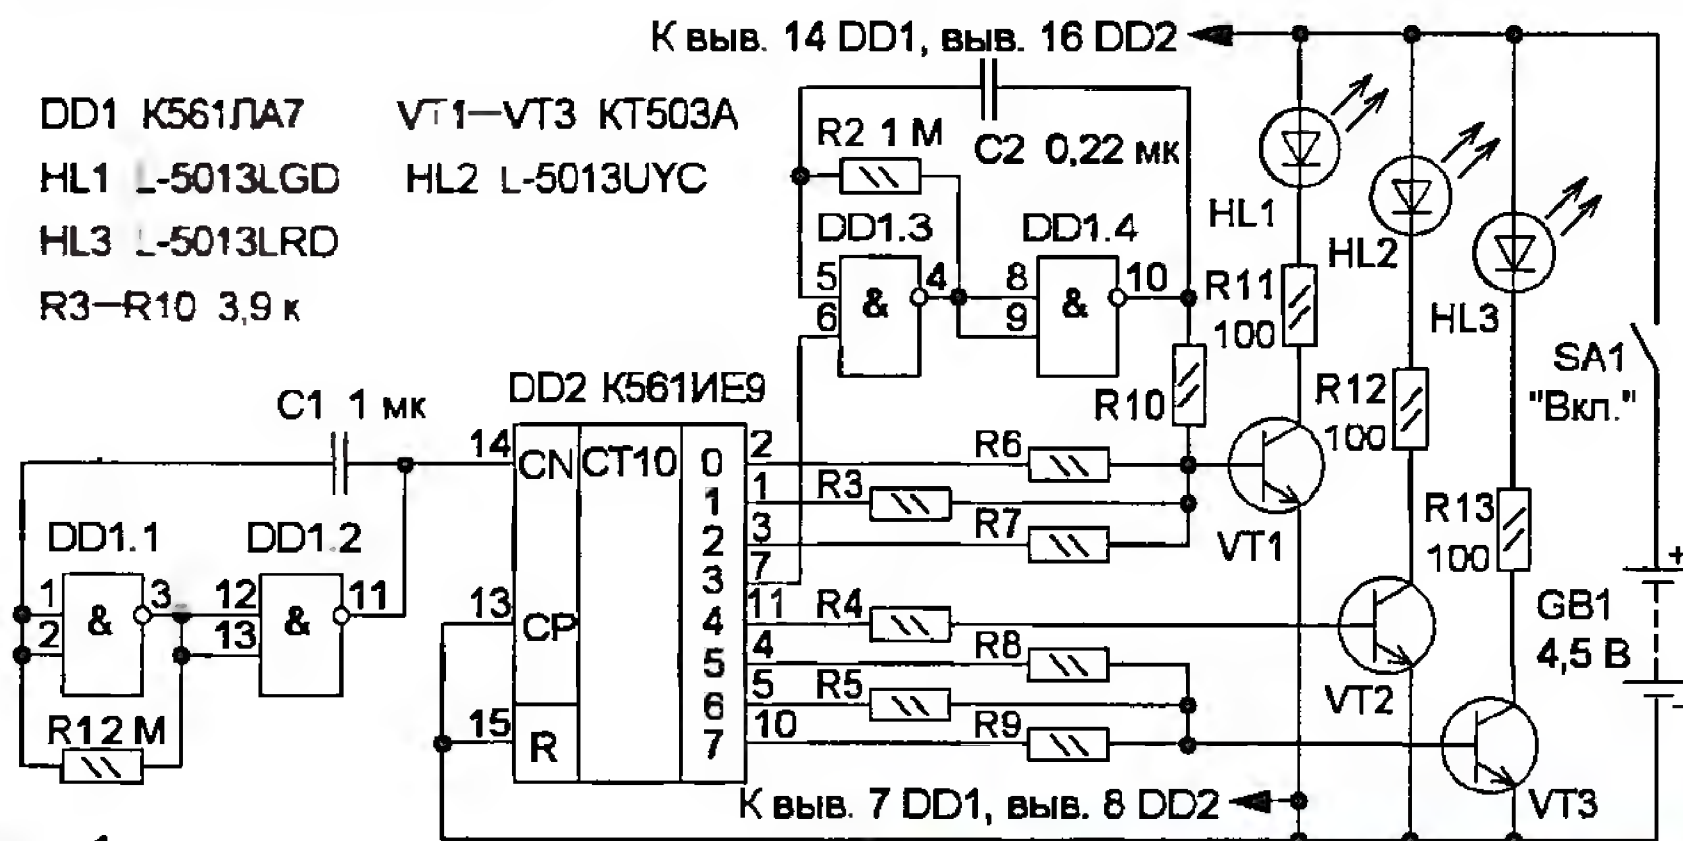 К выв. 14 DD1, выв. 16 DD2
DD1 К561ЛА7 VT1—VT3 КТ503А
HL1 L-5013LGD HL2 L-5013UYC
HL3 L-5013LRD
R3—R10 3,9 к
R2 1 М
C2 0,22 мк
DD1.3
DD1.4
5
6
&
4
8
9
&
10
HL1
HL2
HL3
R11
100
R12
100
R13
100
SA1
"Вкл."
R10
DD2 К561ИЕ9
C1 1 мк
14
CN
CT10
0
2
R6
1
1
R3
2
3
R7
3
7
13
CP
4
11
R4
5
4
R8
6
5
R5
15
R
7
10
R9
VT1
VT2
VT3
DD1.1
DD1.2
1
2
&
3
12
13
&
11
R1 2 М
+
GB1
4,5 В
−
К выв. 7 DD1, выв. 8 DD2